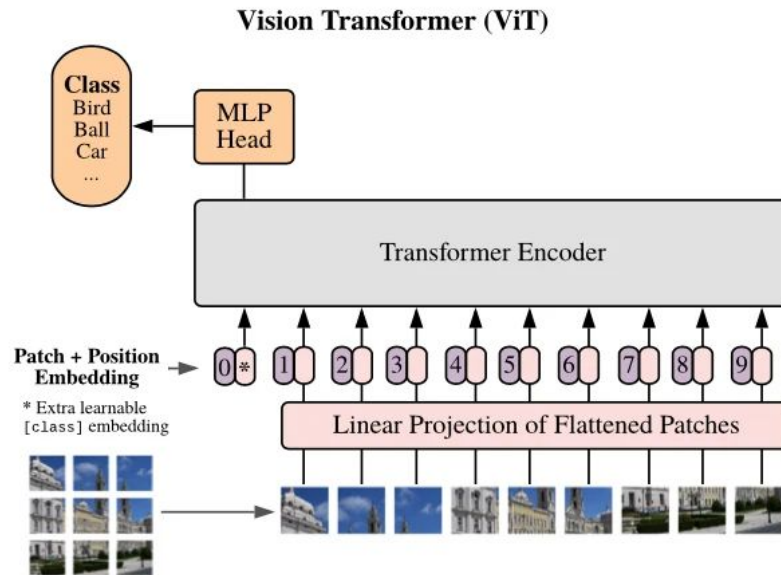 Vision Transformer (ViT)
Class
Bird
Ball
Car
...
MLP
Head
Transformer Encoder
Patch + Position
Embedding
0 * 1 2 3 4 5 6 7 8 9
* Extra learnable
[class] embedding
Linear Projection of Flattened Patches